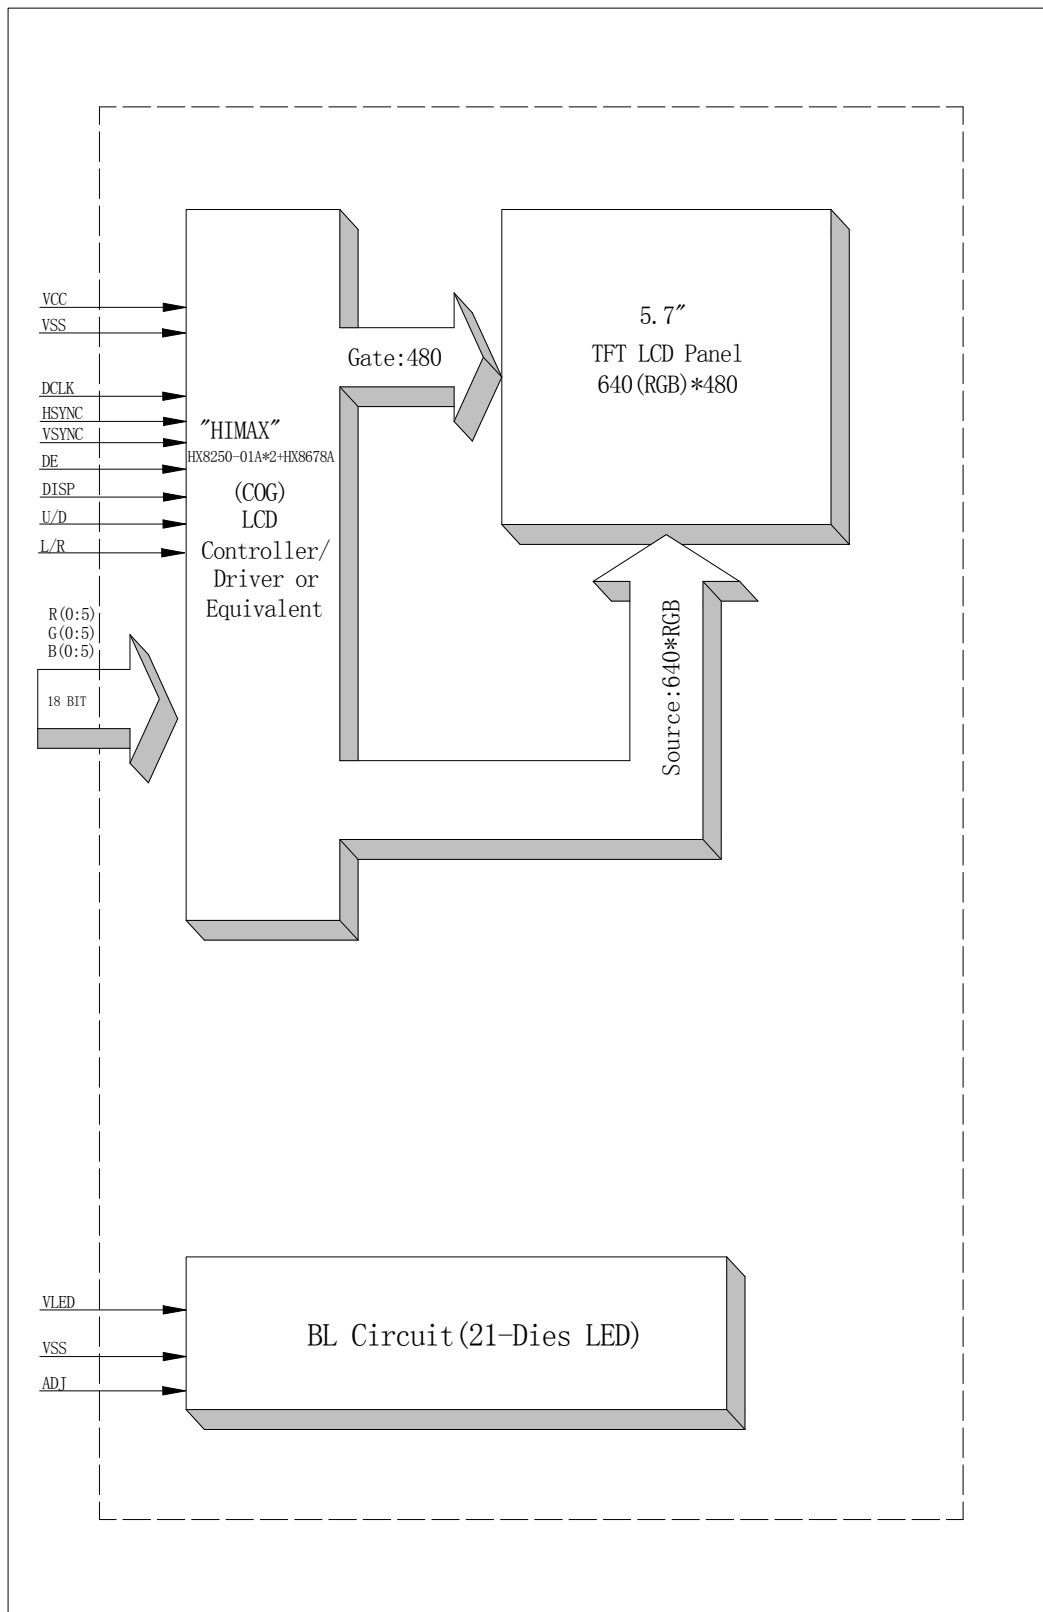 VCC
VSS
DCLK
HSYNC
VSYNC
DE
DISP
U/D
L/R
R(0:5)
G(0:5)
B(0:5)
18 BIT
"HIMAX"
HX8250-01A*2+HX8678A
(COG)
LCD
Controller/
Driver or
Equivalent
Gate:480
5.7"
TFT LCD Panel
640(RGB)*480
Source:640*RGB
VLED
VSS
ADJ
BL Circuit(21-Dies LED)